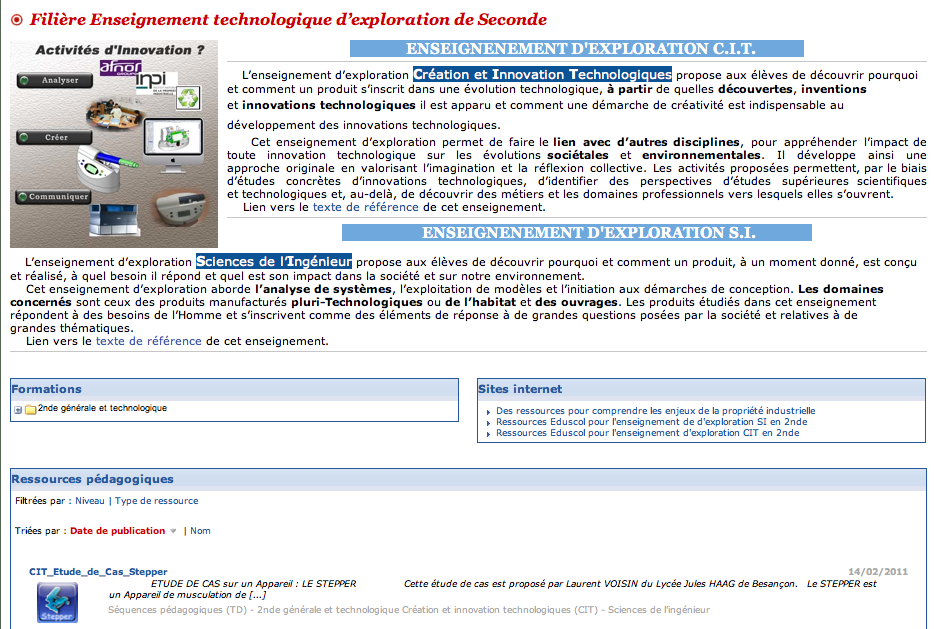 Filière Enseignement technologique d'exploration de Seconde
Activités d'Innovation ?
afnor
GROUPE
inpi
Analyser
Créer
Communiquer
ENSEIGNENEMENT D'EXPLORATION C.I.T.
L’enseignement d’exploration Création et Innovation Technologiques propose aux élèves de découvrir pourquoi
et comment un produit s’inscrit dans une évolution technologique, à partir de quelles découvertes, inventions
et innovations technologiques il est apparu et comment une démarche de créativité est indispensable au
développement des innovations technologiques.
Cet enseignement d’exploration permet de faire le lien avec d’autres disciplines, pour appréhender l’impact de
toute innovation technologique sur les évolutions sociétales et environnementales. Il développe ainsi une
approche originale en valorisant l’imagination et la réflexion collective. Les activités proposées permettent, par le biais
d’études concrètes d’innovations technologiques, d’identifier des perspectives d’études supérieures scientifiques
et technologiques et, au-delà, de découvrir des métiers et les domaines professionnels vers lesquels elles s’ouvrent.
Lien vers le texte de référence de cet enseignement.
ENSEIGNENEMENT D'EXPLORATION S.I.
L’enseignement d’exploration Sciences de l’Ingénieur propose aux élèves de découvrir pourquoi et comment un produit, à un moment donné, est conçu
et réalisé, à quel besoin il répond et quel est son impact dans la société et sur notre environnement.
Cet enseignement d’exploration aborde l’analyse de systèmes, l’exploitation de modèles et l’initiation aux démarches de conception. Les domaines
concernés sont ceux des produits manufacturés pluri-Technologiques ou de l’habitat et des ouvrages. Les produits étudiés dans cet enseignement
répondent à des besoins de l’Homme et s’inscrivent comme des éléments de réponse à de grandes questions posées par la société et relatives à de
grandes thématiques.
Lien vers le texte de référence de cet enseignement.
Formations
2nde générale et technologique
Sites internet
Des ressources pour comprendre les enjeux de la propriété industrielle
Ressources Eduscol pour l'enseignement de d'exploration SI en 2nde
Ressources Eduscol pour l'enseignement d'exploration CIT en 2nde
Ressources pédagogiques
Filtrées par : Niveau | Type de ressource
Triées par : Date de publication | Nom
CIT_Etude_de_Cas_Stepper 14/02/2011
ETUDE DE CAS sur un Appareil : LE STEPPER Cette étude de cas est proposé par Laurent VOISIN du Lycée Jules HAAG de Besançon. Le STEPPER est
un Appareil de musculation de [...]
Stepper
Séquences pédagogiques (TD) - 2nde générale et technologique Création et innovation technologiques (CIT) - Sciences de l'ingénieur